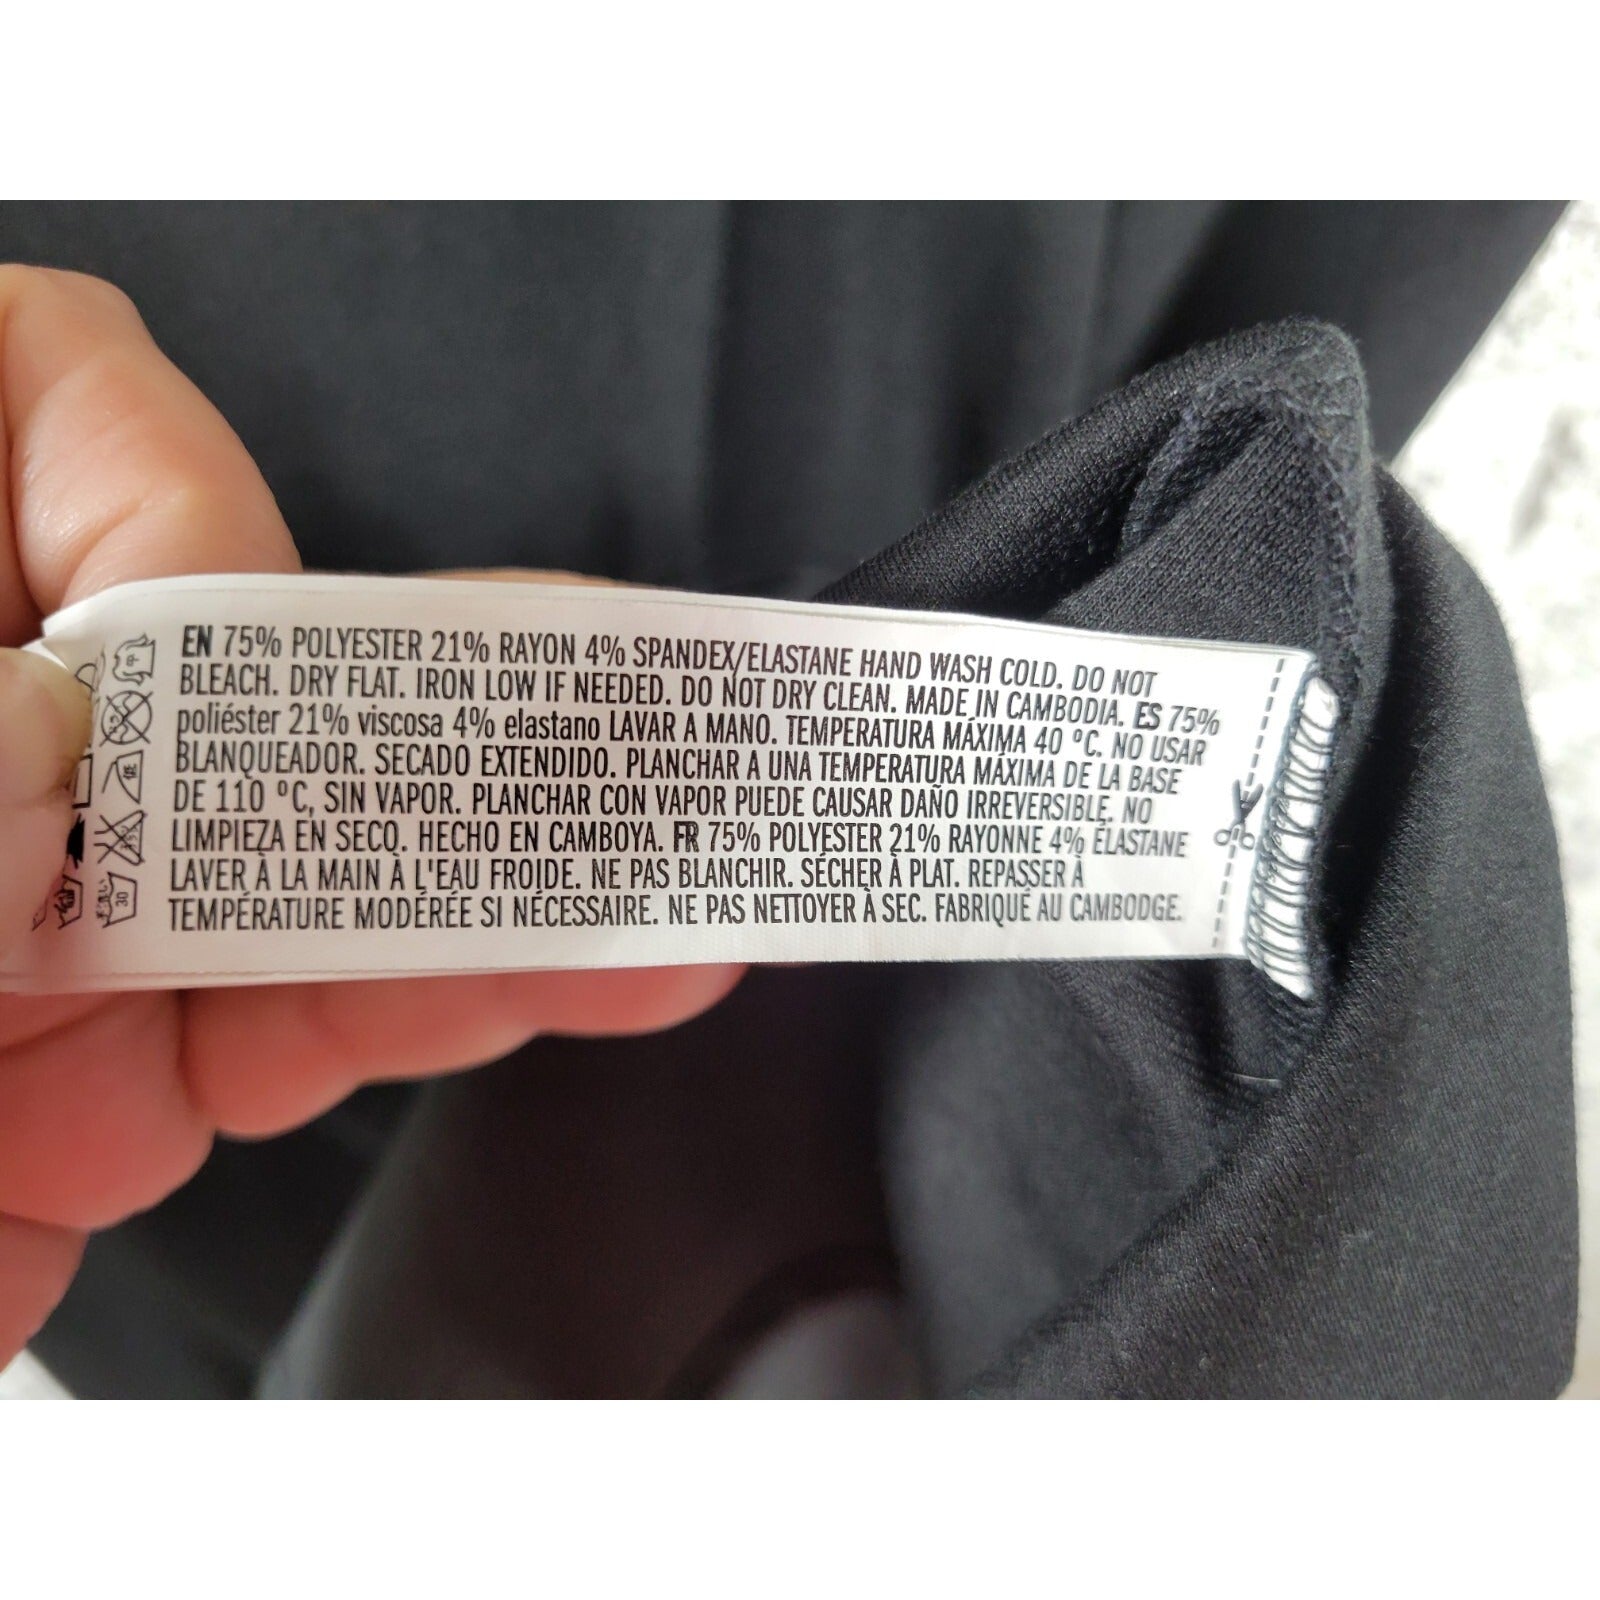 EN 75% POLYESTER 21% RAYON 4% SPANDEX/ELASTANE HAND WASH COLD. DO NOT
BLEACH. DRY FLAT. IRON LOW IF NEEDED. DO NOT DRY CLEAN. MADE IN CAMBODIA. ES 75%
poliéster 21% viscosa 4% elastano LAVAR A MANO. TEMPERATURA MÁXIMA 40 °C. NO USAR
BLANQUEADOR. SECADO EXTENDIDO. PLANCHAR A UNA TEMPERATURA MÁXIMA DE LA BASE
DE 110 °C, SIN VAPOR. PLANCHAR CON VAPOR PUEDE CAUSAR DAÑO IRREVERSIBLE. NO
LIMPIEZA EN SECO. HECHO EN CAMBOYA. FR 75% POLYESTER 21% RAYONNE 4% ÉLASTANE
LAVER À LA MAIN À L'EAU FROIDE. NE PAS BLANCHIR. SÉCHER À PLAT. REPASSER À
TEMPÉRATURE MODÉRÉE SI NÉCESSAIRE. NE PAS NETTOYER À SEC. FABRIQUÉ AU CAMBODGE.
30